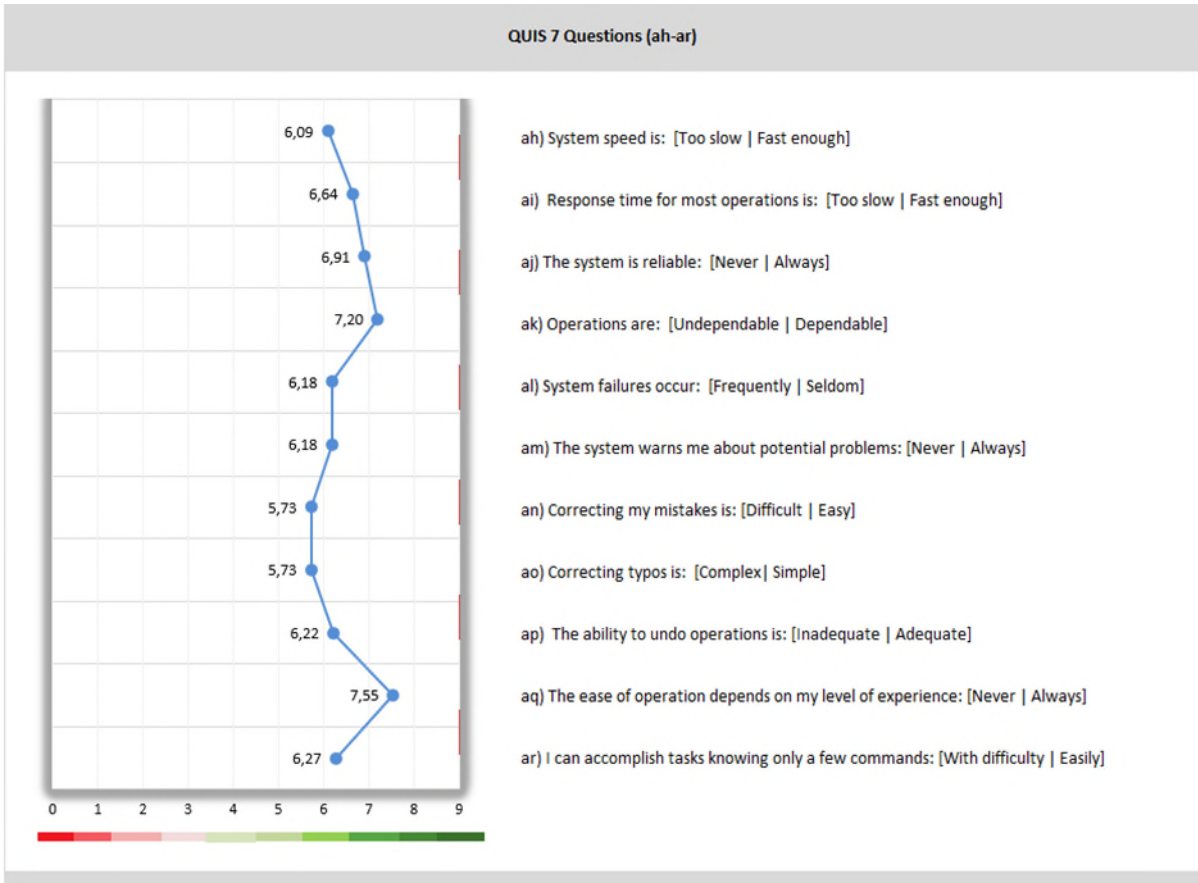 QUIS 7 Questions (ah-ar)
6,09
ah) System speed is: [Too slow | Fast enough]
6,64
ai) Response time for most operations is: [Too slow | Fast enough]
6,91
aj) The system is reliable: [Never | Always]
7,20
ak) Operations are: [Undependable | Dependable]
6,18
al) System failures occur: [Frequently | Seldom]
6,18
am) The system warns me about potential problems: [Never | Always]
5,73
an) Correcting my mistakes is: [Difficult | Easy]
5,73
ao) Correcting typos is: [Complex| Simple]
6,22
ap) The ability to undo operations is: [Inadequate | Adequate]
7,55
aq) The ease of operation depends on my level of experience: [Never | Always]
6,27
ar) I can accomplish tasks knowing only a few commands: [With difficulty | Easily]
0 1 2 3 4 5 6 7 8 9